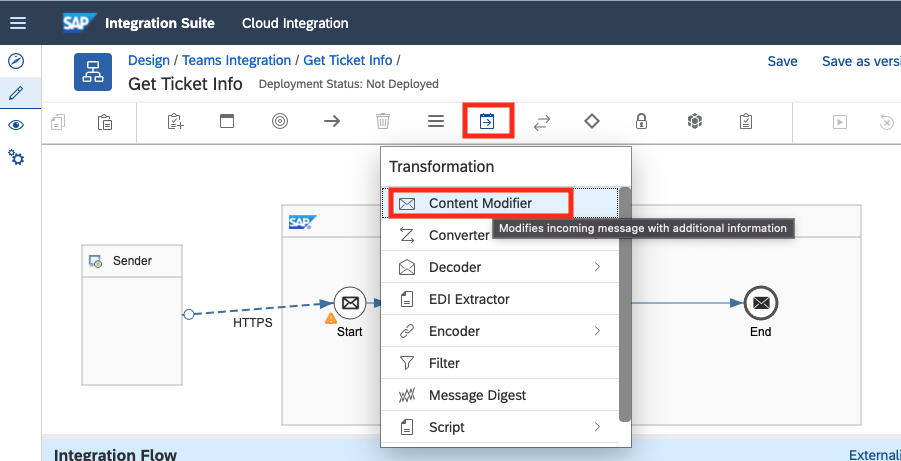 SAP Integration Suite Cloud Integration
Design / Teams Integration / Get Ticket Info /
Save Save as versi
Get Ticket Info Deployment Status: Not Deployed
Transformation
Content Modifier
Modifies incoming message with additional information
Converter
Decoder
EDI Extractor
Encoder
Filter
Message Digest
Script
SAP
Sender
HTTPS
Start
End
Integration Flow
Externali